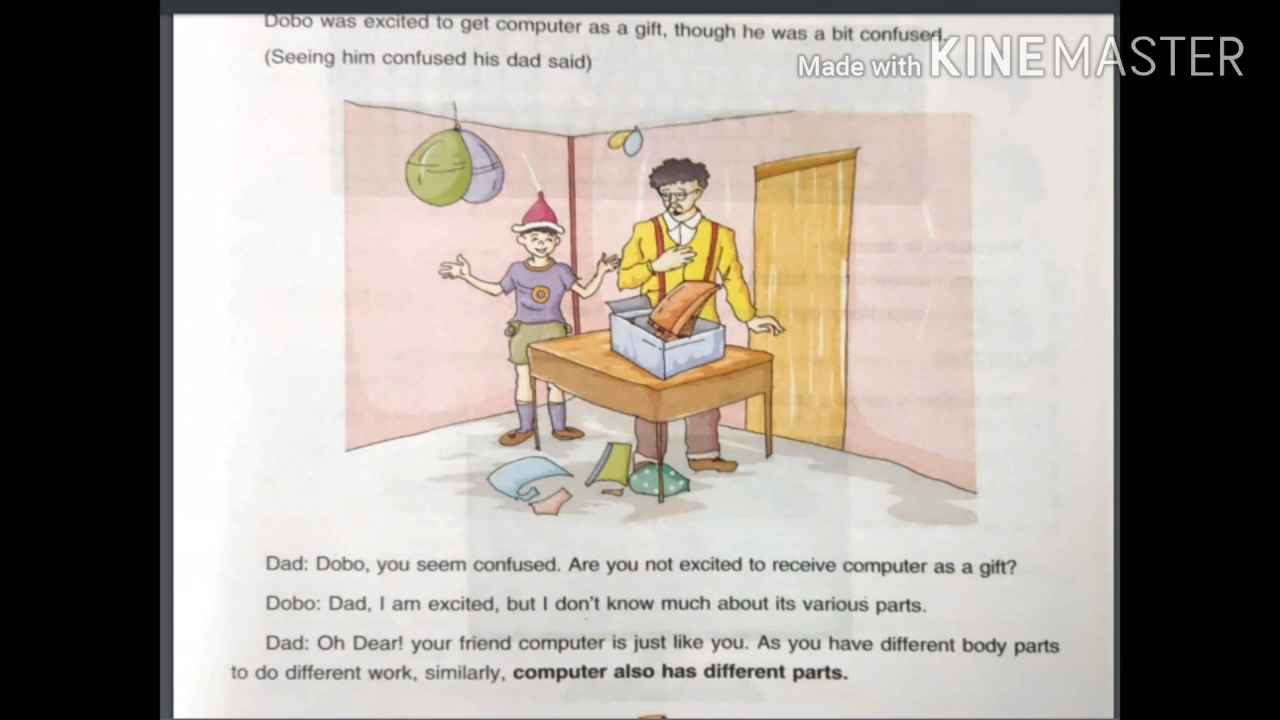 Dobo was excited to get computer as a gift, though he was a bit confused.
(Seeing him confused his dad said)
Made with KINEMASTER
Dad: Dobo, you seem confused. Are you not excited to receive computer as a gift?
Dobo: Dad, I am excited, but I don't know much about its various parts.
Dad: Oh Dear! your friend computer is just like you. As you have different body parts
to do different work, similarly, computer also has different parts.